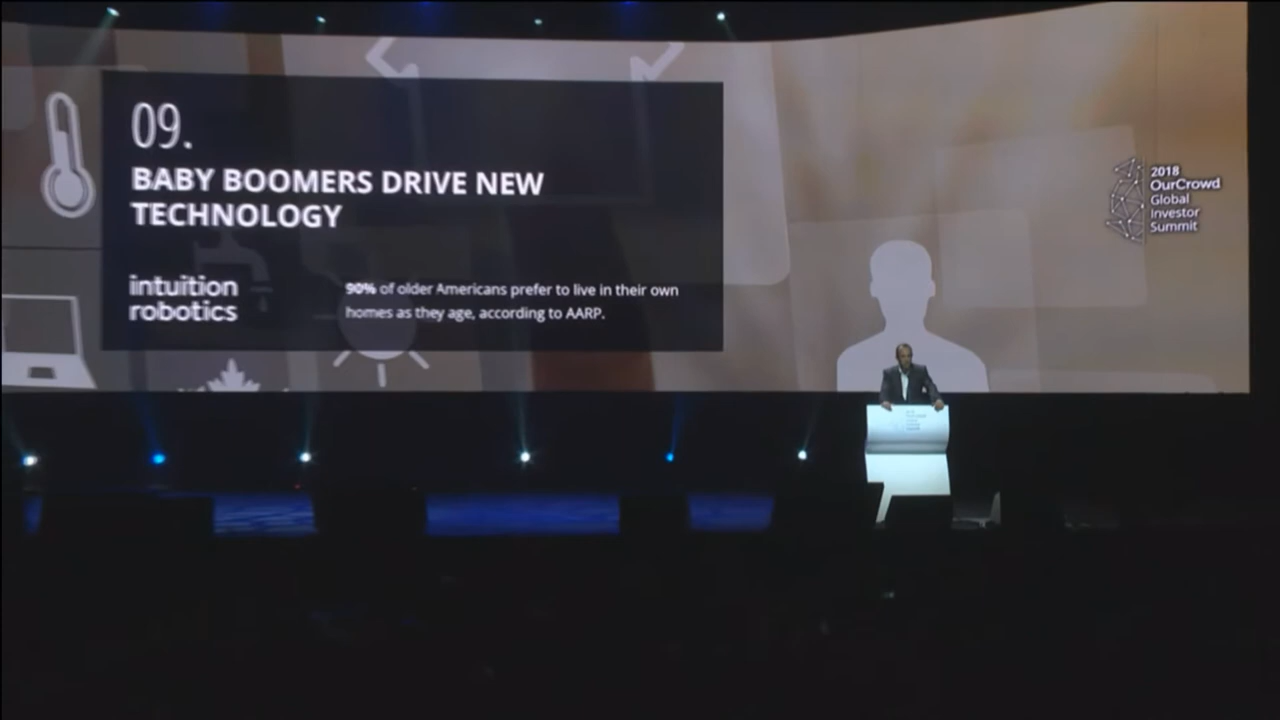 09.
BABY BOOMERS DRIVE NEW
TECHNOLOGY
intuition
robotics
90% of older Americans prefer to live in their own
homes as they age, according to AARP.
2018
OurCrowd
Global
Investor
Summit